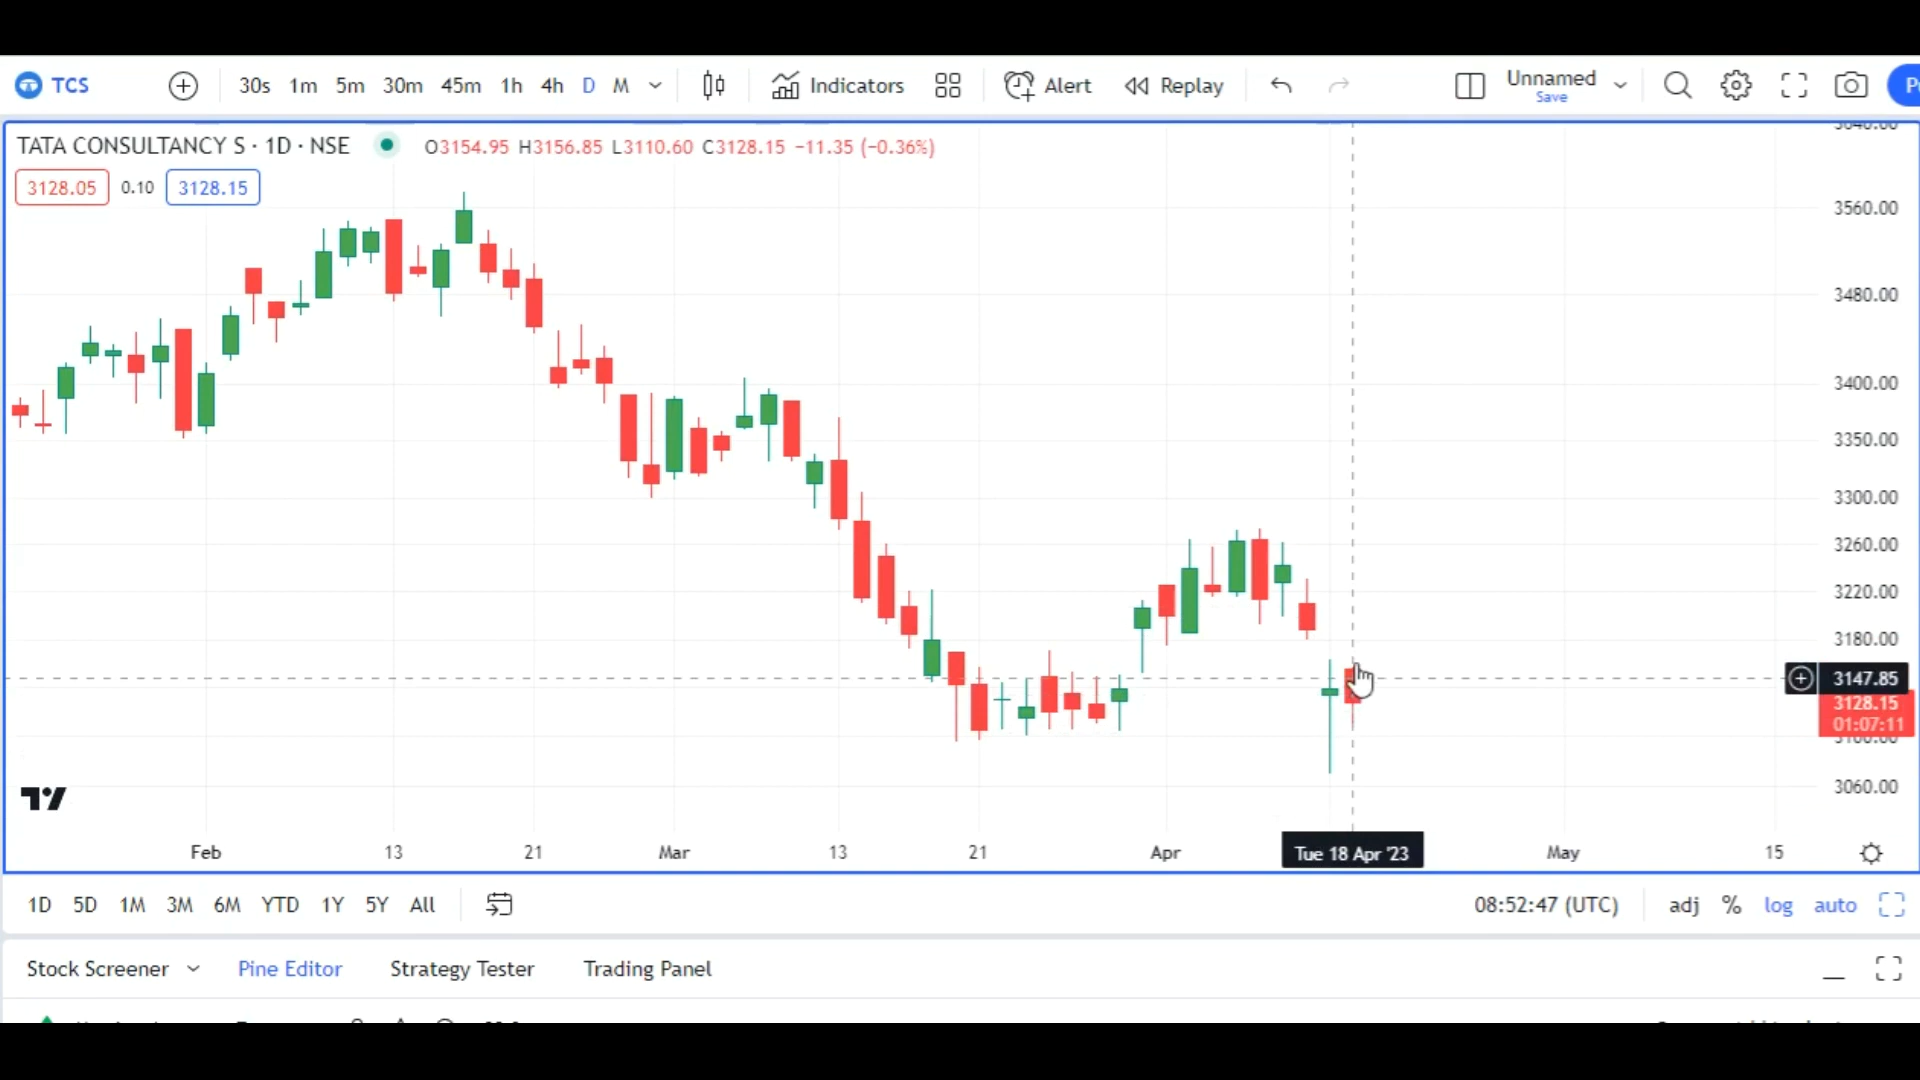 TCS 30s 1m 5m 30m 45m 1h 4h D M Indicators Alert Replay Unnamed
Save
TATA CONSULTANCY S · 1D · NSE O3154.95 H3156.85 L3110.60 C3128.15 −11.35 (−0.36%)
3128.05 0.10 3128.15
3560.00
3480.00
3400.00
3350.00
3300.00
3260.00
3220.00
3180.00
3147.85
3128.15
01:07:11
3100.00
3060.00
Feb 13 21 Mar 13 21 Apr Tue 18 Apr '23 May 15
1D 5D 1M 3M 6M YTD 1Y 5Y All 08:52:47 (UTC) adj % log auto
Stock Screener Pine Editor Strategy Tester Trading Panel